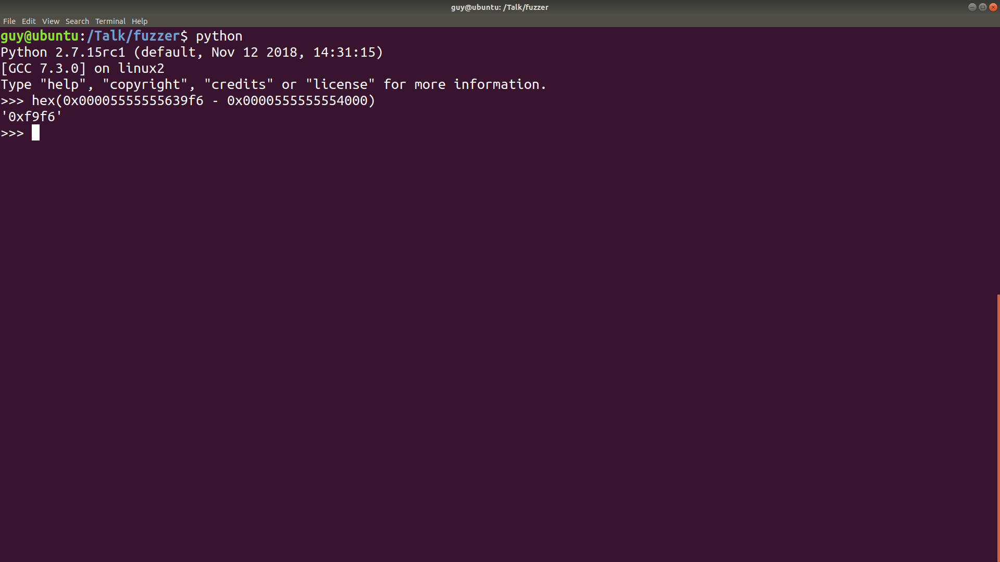 guy@ubuntu: /Talk/fuzzer
File Edit View Search Terminal Help
guy@ubuntu:/Talk/fuzzer$ python
Python 2.7.15rc1 (default, Nov 12 2018, 14:31:15)
[GCC 7.3.0] on linux2
Type "help", "copyright", "credits" or "license" for more information.
>>> hex(0x00005555555639f6 - 0x0000555555554000)
'0xf9f6'
>>>